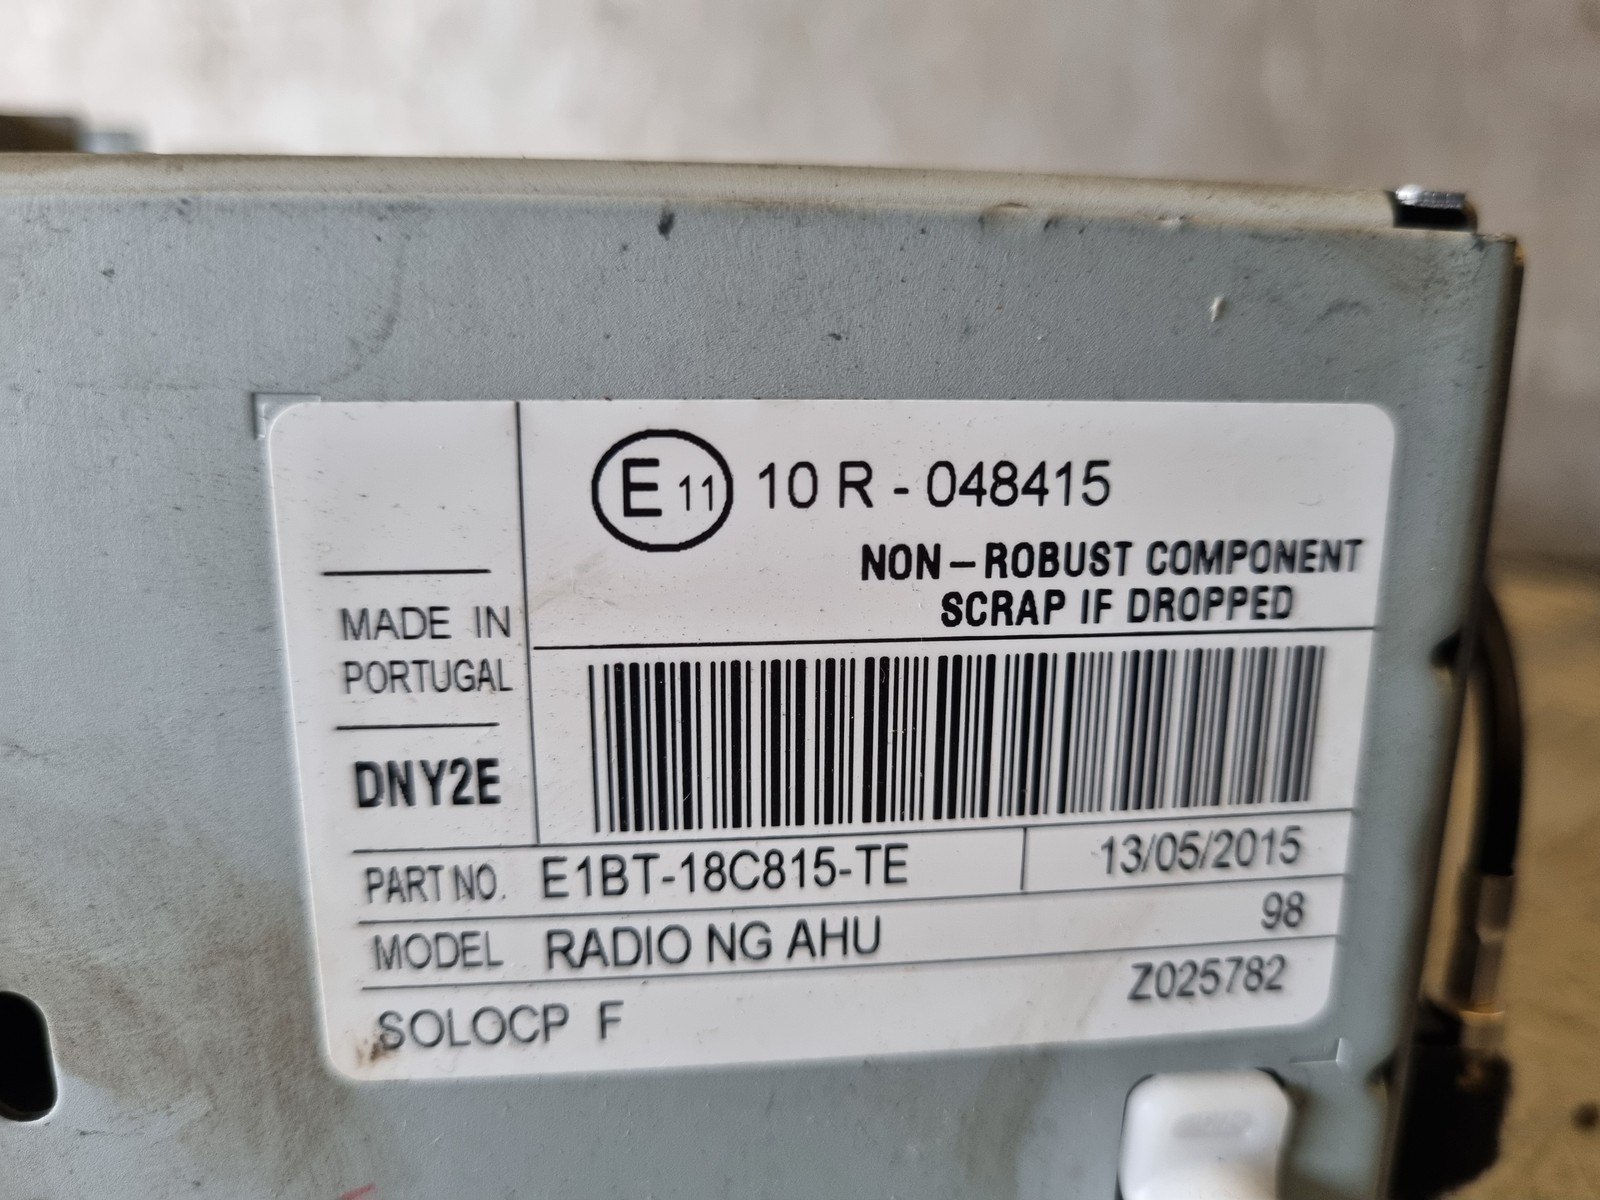 E 11 10 R - 048415
NON-ROBUST COMPONENT
SCRAP IF DROPPED
MADE IN
PORTUGAL
DNY2E
PART NO. E1BT-18C815-TE 13/05/2015
MODEL RADIO NG AHU 98
SOLOCP F Z025782